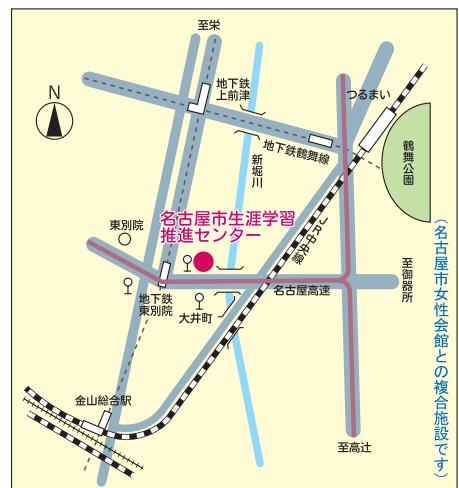 至栄
N
地下鉄
上前津
つるまい
地下鉄鶴舞線
鶴舞公園
新堀川
名古屋市生涯学習
推進センター
東別院
JR中央線
至御器所
名古屋高速
地下鉄
東別院
大井町
金山総合駅
至高辻
(名古屋市女性会館との複合施設です)